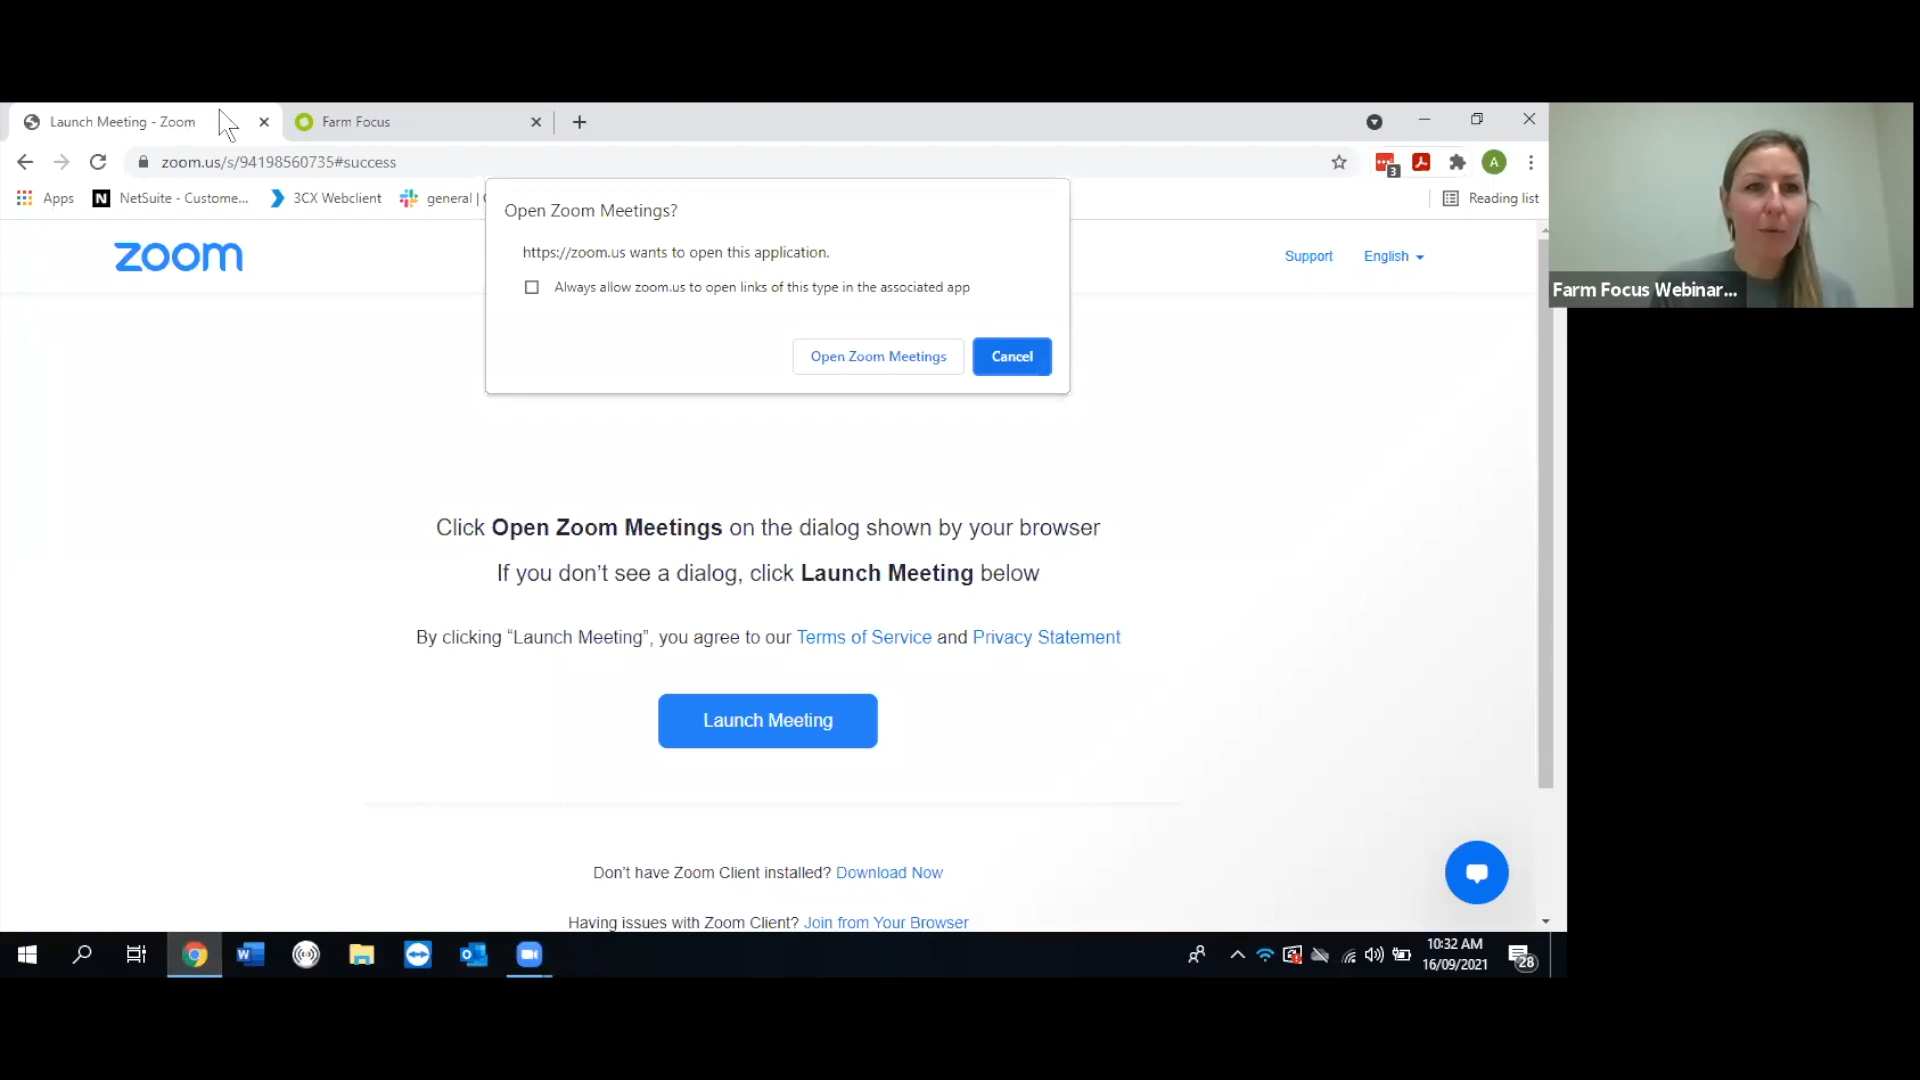 Launch Meeting - Zoom
Farm Focus
zoom.us/s/94198560735#success
A
3
Apps
N
NetSuite - Custome...
3CX Webclient
general |
Reading list
Open Zoom Meetings?
https://zoom.us wants to open this application.
Always allow zoom.us to open links of this type in the associated app
Open Zoom Meetings
Cancel
zoom
Support
English
Farm Focus Webinar...
Click Open Zoom Meetings on the dialog shown by your browser
If you don’t see a dialog, click Launch Meeting below
By clicking “Launch Meeting”, you agree to our Terms of Service and Privacy Statement
Launch Meeting
Don’t have Zoom Client installed? Download Now
Having issues with Zoom Client? Join from Your Browser
10:32 AM
16/09/2021
28